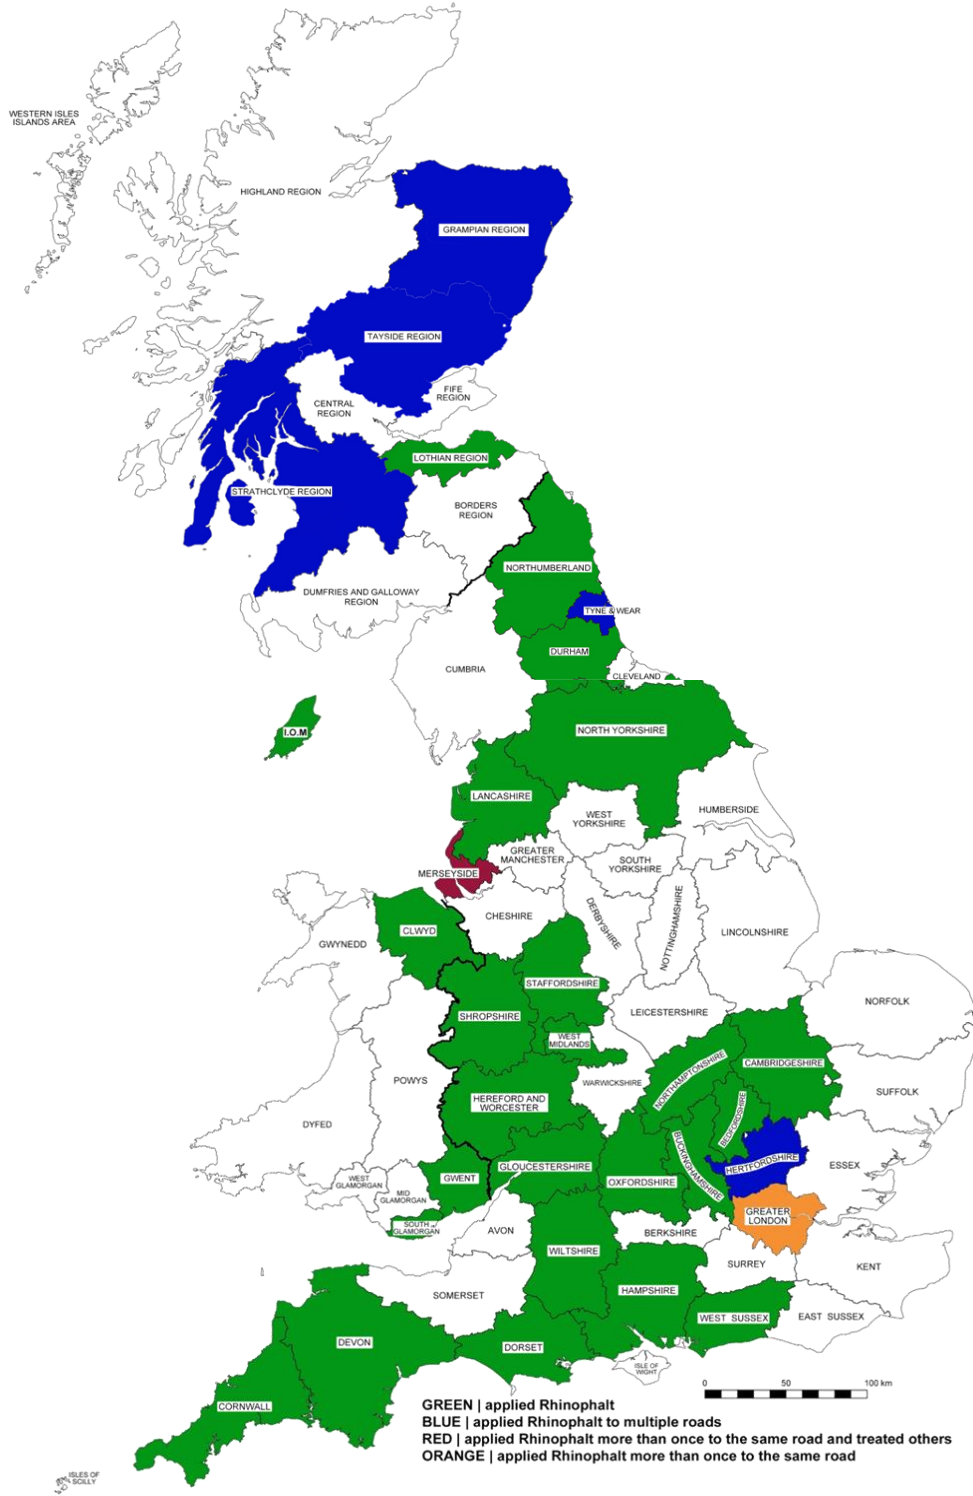 WESTERN ISLES
ISLANDS AREA
HIGHLAND REGION
GRAMPIAN REGION
TAYSIDE REGION
FIFE
REGION
CENTRAL
REGION
LOTHIAN REGION
STRATHCLYDE REGION
BORDERS
REGION
NORTHUMBERLAND
DUMFRIES AND GALLOWAY
REGION
TYNE & WEAR
DURHAM
CUMBRIA
CLEVELAND
I.O.M
NORTH YORKSHIRE
LANCASHIRE
HUMBERSIDE
WEST
YORKSHIRE
GREATER
MANCHESTER
SOUTH
YORKSHIRE
MERSEYSIDE
CHESHIRE
DERBYSHIRE
NOTTINGHAMSHIRE
LINCOLNSHIRE
CLWYD
GWYNEDD
STAFFORDSHIRE
NORFOLK
LEICESTERSHIRE
SHROPSHIRE
WEST
MIDLANDS
CAMBRIDGESHIRE
NORTHAMPTONSHIRE
POWYS
WARWICKSHIRE
SUFFOLK
HEREFORD AND
WORCESTER
BEDFORDSHIRE
DYFED
BUCKINGHAMSHIRE
HERTFORDSHIRE
ESSEX
GLOUCESTERSHIRE
GWENT
WEST
GLAMORGAN
MID
GLAMORGAN
OXFORDSHIRE
GREATER
LONDON
SOUTH
GLAMORGAN
AVON
BERKSHIRE
WILTSHIRE
SURREY
KENT
SOMERSET
HAMPSHIRE
WEST SUSSEX
EAST SUSSEX
DEVON
DORSET
ISLE OF
WIGHT
0 50 100 km
CORNWALL
ISLES OF
SCILLY
GREEN | applied Rhinophalt
BLUE | applied Rhinophalt to multiple roads
RED | applied Rhinophalt more than once to the same road and treated others
ORANGE | applied Rhinophalt more than once to the same road